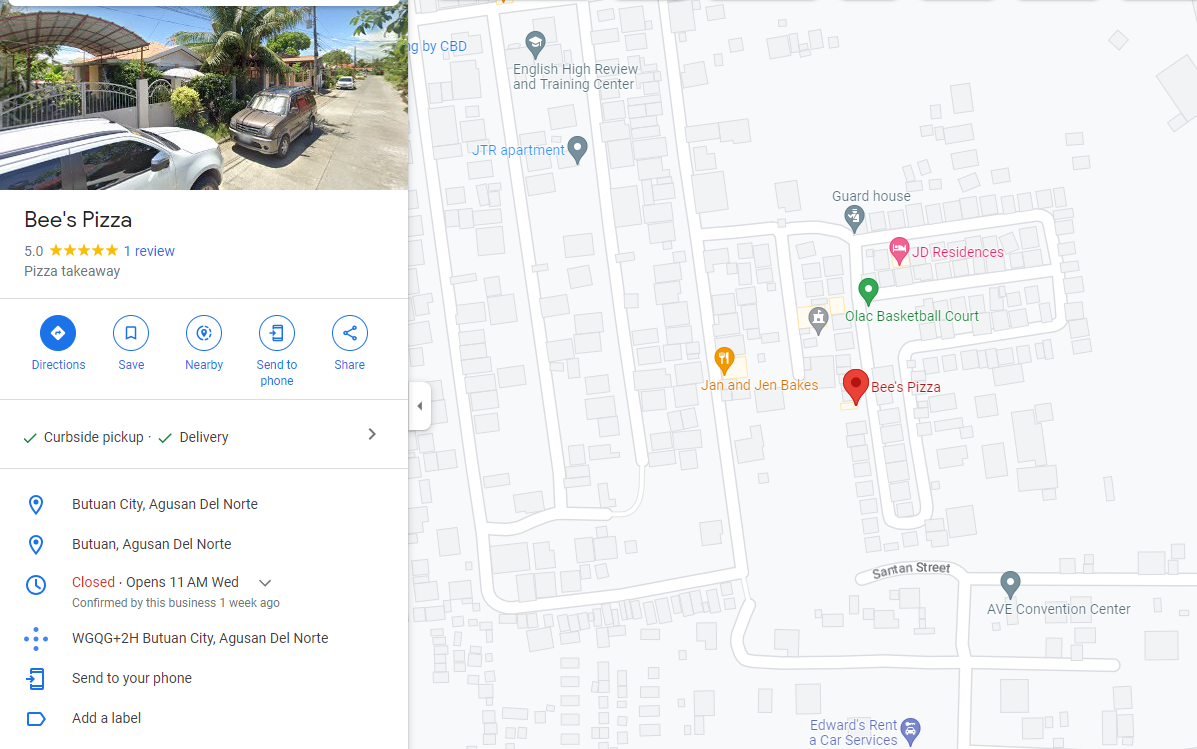 Bee's Pizza
5.0 1 review
Pizza takeaway
Directions
Save
Nearby
Send to
phone
Share
Curbside pickup · Delivery
Butuan City, Agusan Del Norte
Butuan, Agusan Del Norte
Closed · Opens 11 AM Wed
Confirmed by this business 1 week ago
WGQG+2H Butuan City, Agusan Del Norte
Send to your phone
Add a label
ng by CBD
English High Review
and Training Center
JTR apartment
Guard house
JD Residences
Olac Basketball Court
Jan and Jen Bakes
Bee's Pizza
Santan Street
AVE Convention Center
Edward's Rent
a Car Services